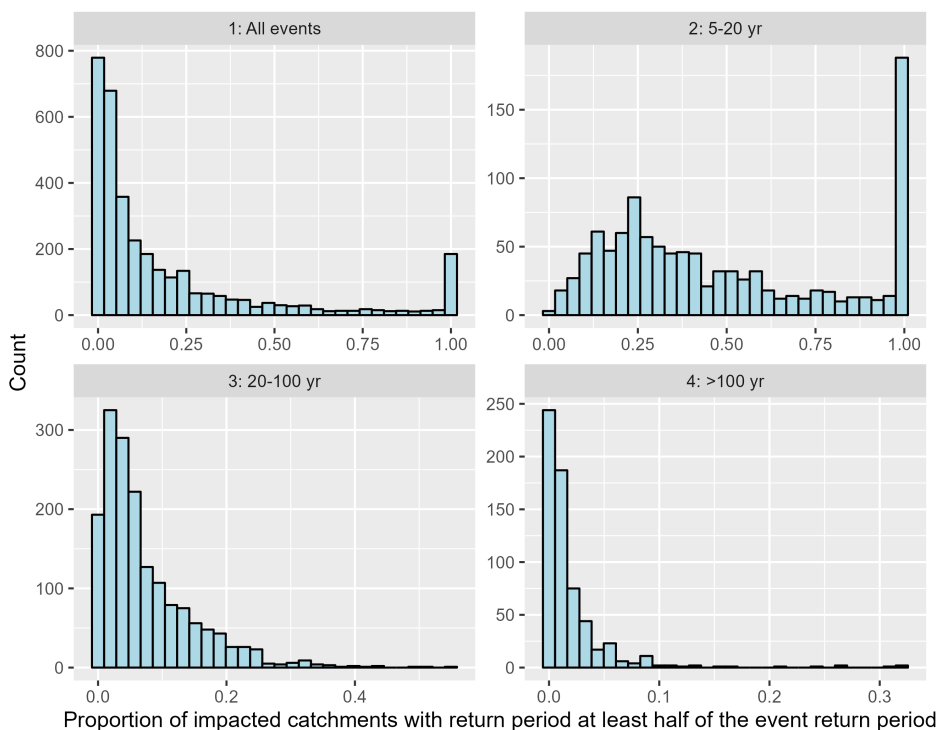 1: All events
2: 5-20 yr
800
600
400
200
0
150
100
50
0
0.00 0.25 0.50 0.75 1.00
0.00 0.25 0.50 0.75 1.00
Count
3: 20-100 yr
4: >100 yr
300
200
100
0
250
200
150
100
50
0
0.0 0.2 0.4
0.0 0.1 0.2 0.3
Proportion of impacted catchments with return period at least half of the event return period